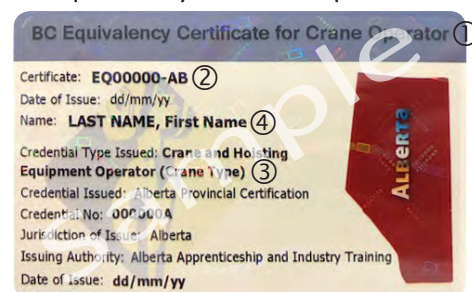 BC Equivalency Certificate for Crane Operator ①
Certificate: EQ00000-AB ②
Date of Issue: dd/mm/yy
Name: LAST NAME, First Name ④
Credential Type Issued: Crane and Hoisting
Equipment Operator (Crane Type) ③
Credential Issued: Alberta Provincial Certification
Credential No: 000000A
Jurisdiction of Issue: Alberta
Issuing Authority: Alberta Apprenticeship and Industry Training
Date of Issue: dd/mm/yy
ALBERTA
Sample